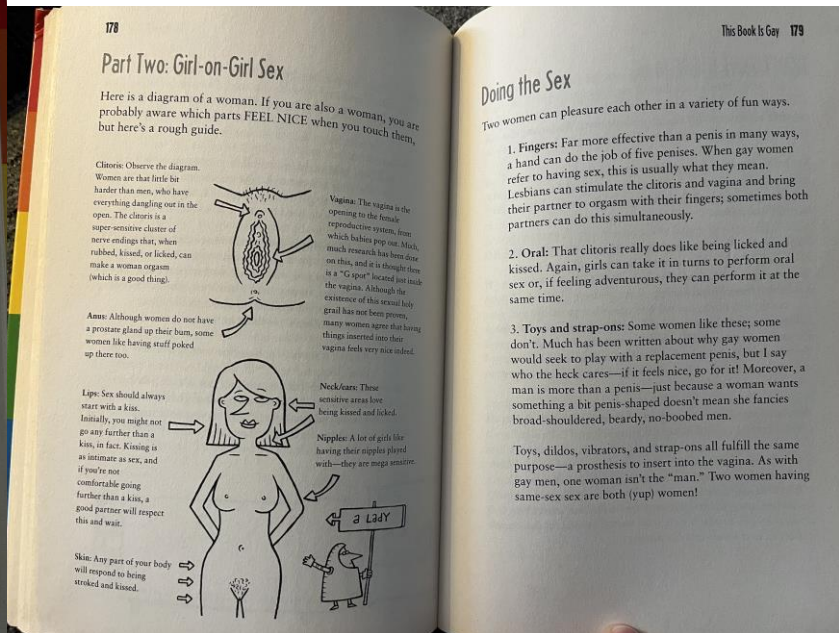 178
Part Two: Girl-on-Girl Sex
Here is a diagram of a woman. If you are also a woman, you are
probably aware which parts FEEL NICE when you touch them,
but here's a rough guide.
Clitoris: Observe the diagram.
Women are that little bit
harder than men, who have
everything dangling out in the
open. The clitoris is a
super-sensitive cluster of
nerve endings that, when
rubbed, kissed, or licked, can
make a woman orgasm
(which is a good thing).
Vagina: The vagina is the
opening to the female
reproductive system, from
which babies pop out. Much,
much research has been done
on this, and it is thought there
is a "G spot" located just inside
the vagina. Although the
existence of this sexual holy
grail has not been proven,
many women agree that having
things inserted into their
vagina feels very nice indeed.
Anus: Although women do not have
a prostate gland up their bum, some
women like having stuff poked
up there too.
Lips: Sex should always
start with a kiss.
Initially, you might not
go any further than a
kiss, in fact. Kissing is
as intimate as sex, and
if you're not
comfortable going
further than a kiss, a
good partner will respect
this and wait.
Neck/ears: These
sensitive areas love
being kissed and licked.
Nipples: A lot of girls like
having their nipples played
with—they are mega sensitive.
a LADY
Skin: Any part of your body
will respond to being
stroked and kissed.
This Book Is Gay 179
Doing the Sex
Two women can pleasure each other in a variety of fun ways.
1. Fingers: Far more effective than a penis in many ways,
a hand can do the job of five penises. When gay women
refer to having sex, this is usually what they mean.
Lesbians can stimulate the clitoris and vagina and bring
their partner to orgasm with their fingers; sometimes both
partners can do this simultaneously.
2. Oral: That clitoris really does like being licked and
kissed. Again, girls can take it in turns to perform oral
sex or, if feeling adventurous, they can perform it at the
same time.
3. Toys and strap-ons: Some women like these; some
don't. Much has been written about why gay women
would seek to play with a replacement penis, but I say
who the heck cares—if it feels nice, go for it! Moreover, a
man is more than a penis—just because a woman wants
something a bit penis-shaped doesn't mean she fancies
broad-shouldered, beardy, no-boobed men.
Toys, dildos, vibrators, and strap-ons all fulfill the same
purpose—a prosthesis to insert into the vagina. As with
gay men, one woman isn't the "man." Two women having
same-sex sex are both (yup) women!